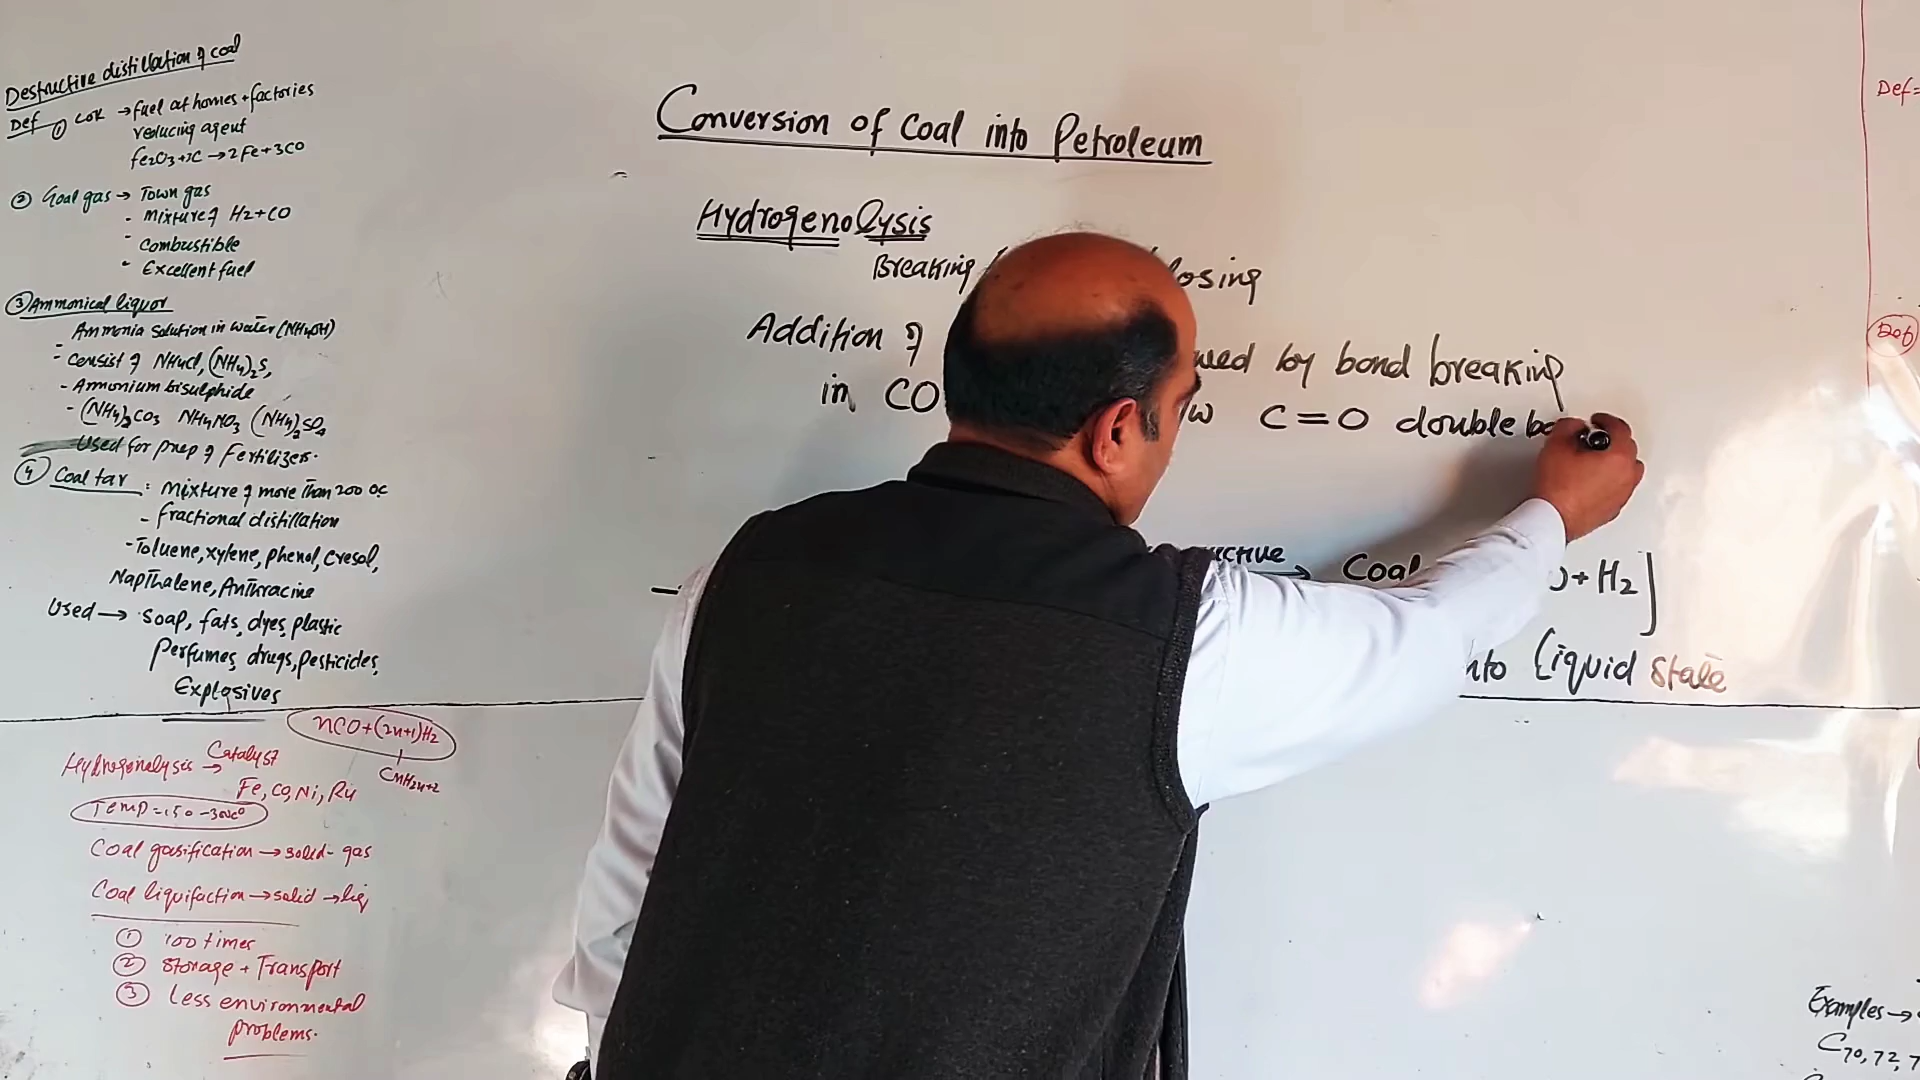 Destructive distillation of coal
Def ① Cok → fuel at homes + factories
reducing agent
Fe2O3+3C → 2Fe+3CO
② Coal gas → Town gas
- Mixture of H2+CO
- Combustible
• Excellent fuel
③ Ammonical liquor
- Ammonia solution in water (NH4OH)
- Consist of NH4Cl, (NH4)2S,
- Ammonium bisulphide
- (NH4)2CO3 NH4NO3 (NH4)2SO4
Used for prep of Fertilizers.
④ Coal tar : Mixture of more than 200 OC
- fractional distillation
- Toluene, xylene, phenol, cresol,
Napthalene, Anthracine
Used → soap, fats, dyes, plastic
Perfumes, drugs, pesticides,
Explosives
nCO+(2n+1)H2
CnH2n+2
Hydrogenolysis → Catalyst
Fe, Co, Ni, Ru
Temp = 150 - 300C°
Coal gasification → solid - gas
Coal liquifaction → solid → liq
① 100 times
② Storage + Transport
③ Less environmental
problems.
Conversion of Coal into Petroleum
Hydrogenolysis
Breaking losing
Addition of by bond breaking
in CO C=O double
Coal + H2]
Liquid state
Def =
Examples →
C70, 72, 7